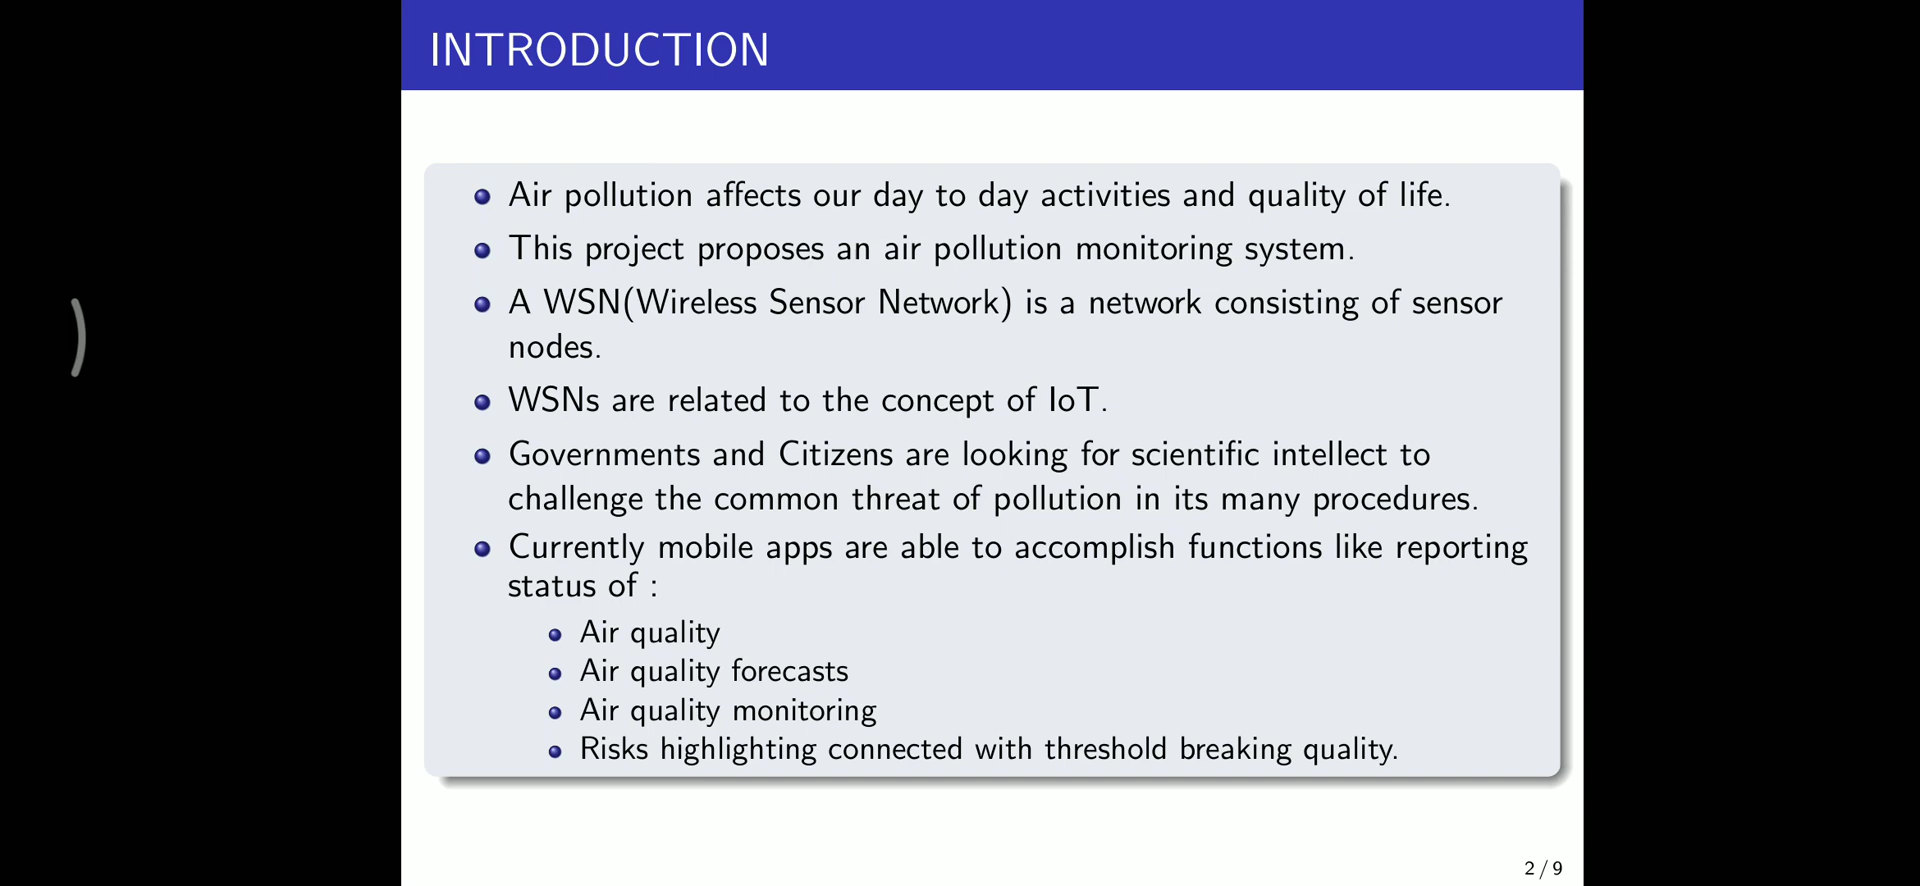 INTRODUCTION
Air pollution affects our day to day activities and quality of life.
This project proposes an air pollution monitoring system.
A WSN(Wireless Sensor Network) is a network consisting of sensor
nodes.
WSNs are related to the concept of IoT.
Governments and Citizens are looking for scientific intellect to
challenge the common threat of pollution in its many procedures.
Currently mobile apps are able to accomplish functions like reporting
status of :
Air quality
Air quality forecasts
Air quality monitoring
Risks highlighting connected with threshold breaking quality.
2 / 9